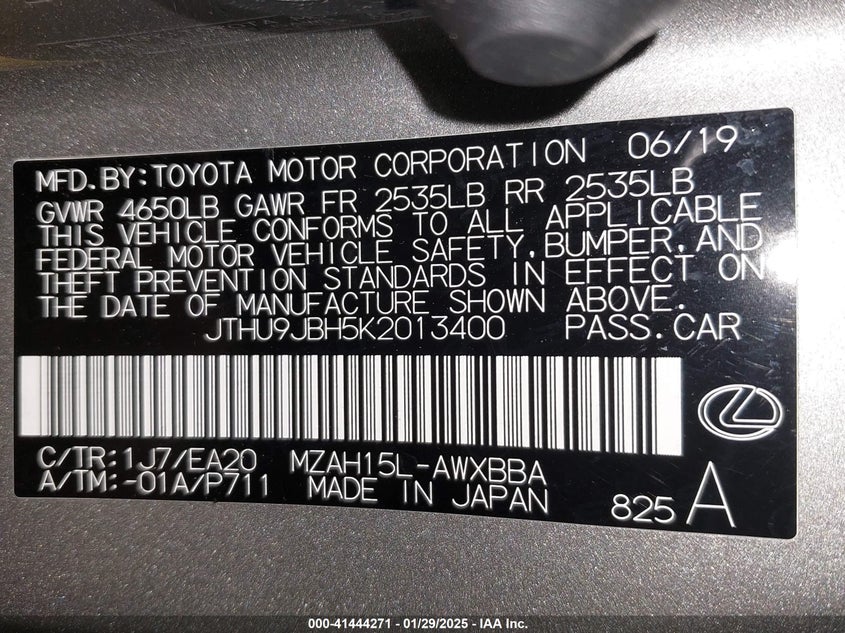 MFD.BY:TOYOTA MOTOR CORPORATION 06/19
GVWR 4650LB GAWR FR 2535LB RR 2535LB
THIS VEHICLE CONFORMS TO ALL APPLICABLE
FEDERAL MOTOR VEHICLE SAFETY,BUMPER,AND
THEFT PREVENTION STANDARDS IN EFFECT ON
THE DATE OF MANUFACTURE SHOWN ABOVE.
JTHU9JBH5K2013400 PASS.CAR
C/TR:1J7/EA20 MZAH15L-AWXBBA
A/TM:-01A/P711 MADE IN JAPAN 825 A
000-41444271 - 01/29/2025 - IAA Inc.